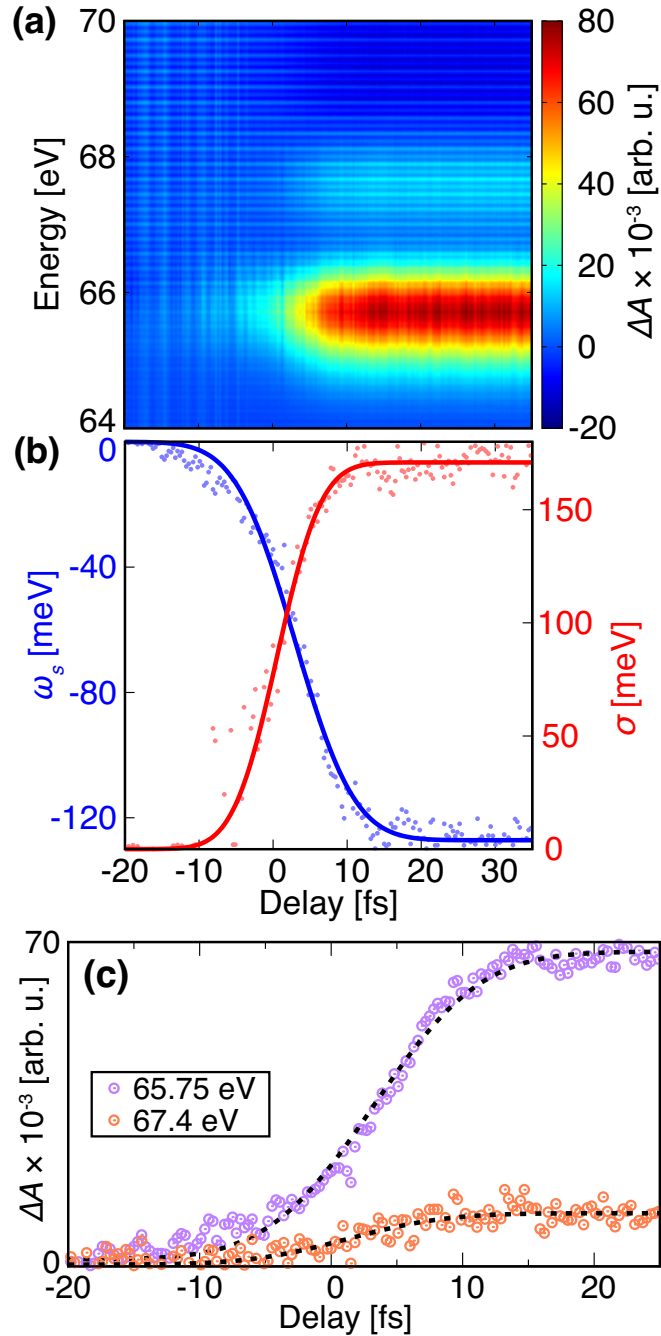 (a)
70
68
66
64
Energy [eV]
80
60
40
20
0
-20
ΔA × 10⁻³ [arb. u.]
(b)
0
-40
-80
-120
ω_s [meV]
150
100
50
0
σ [meV]
-20 -10 0 10 20 30
Delay [fs]
(c)
70
0
ΔA × 10⁻³ [arb. u.]
65.75 eV
67.4 eV
-20 -10 0 10 20
Delay [fs]